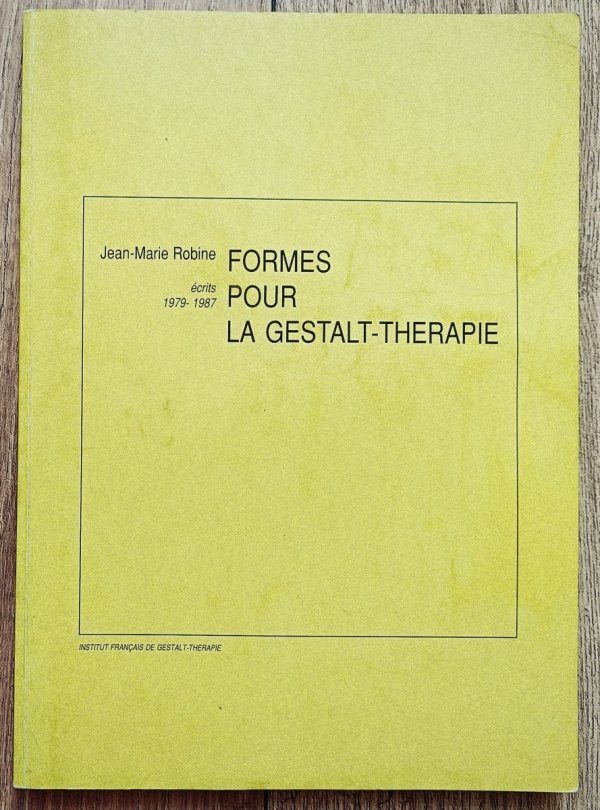 Jean-Marie Robine
écrits
1979- 1987
FORMES
POUR
LA GESTALT-THERAPIE
INSTITUT FRANÇAIS DE GESTALT-THERAPIE